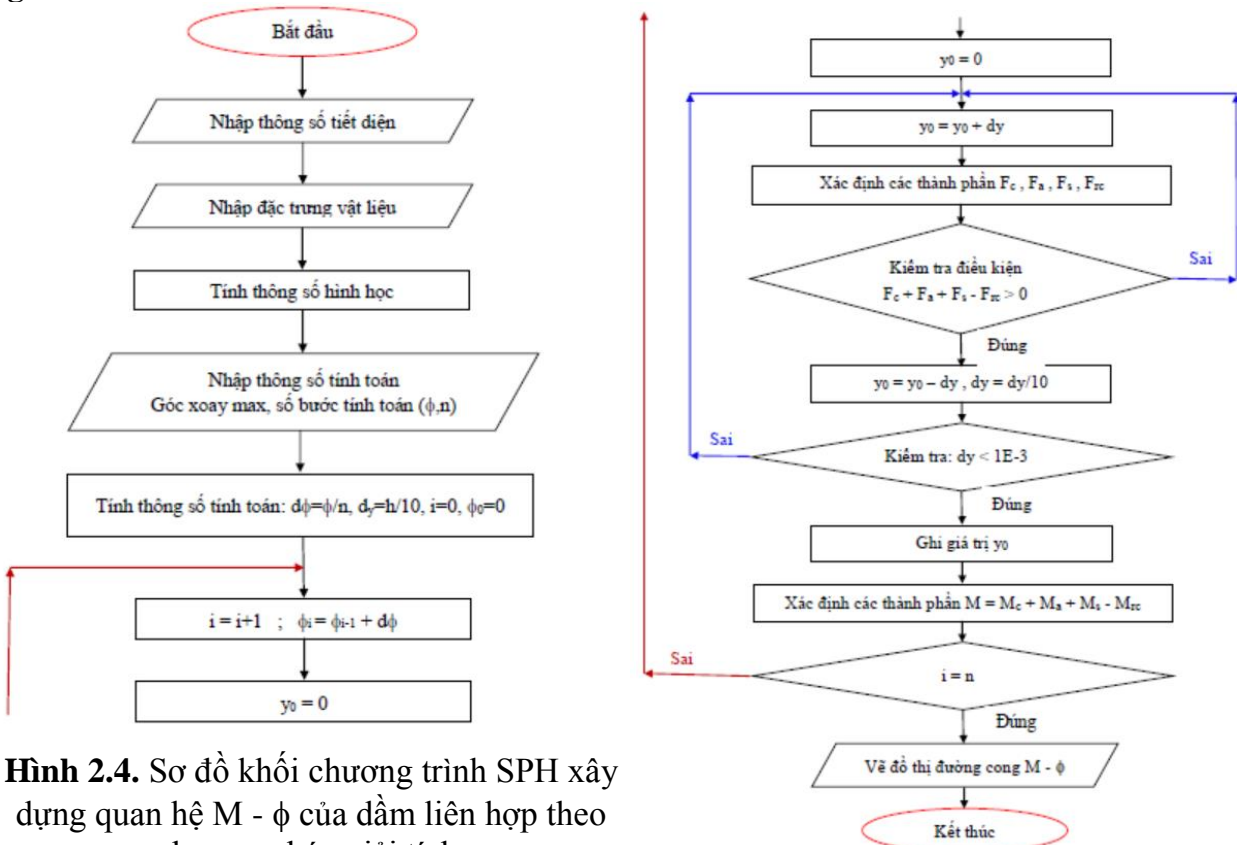 Bắt đầu
Nhập thông số tiết diện
Nhập đặc trưng vật liệu
Tính thông số hình học
Nhập thông số tính toán
Góc xoay max, số bước tính toán (ϕ,n)
Tính thông số tính toán: dϕ=ϕ/n, dy=h/10, i=0, ϕ0=0
i = i+1 ; ϕi = ϕi-1 + dϕ
y0 = 0
Hình 2.4. Sơ đồ khối chương trình SPH xây
dựng quan hệ M - ϕ của dầm liên hợp theo
y0 = 0
y0 = y0 + dy
Xác định các thành phần Fc , Fa , Fs , Frc
Kiểm tra điều kiện
Fc + Fa + Fs - Frc > 0
Sai
Đúng
y0 = y0 – dy , dy = dy/10
Sai
Kiểm tra: dy < 1E-3
Đúng
Ghi giá trị y0
Xác định các thành phần M = Mc + Ma + Ms - Mrc
Sai
i = n
Đúng
Vẽ đồ thị đường cong M - ϕ
Kết thúc